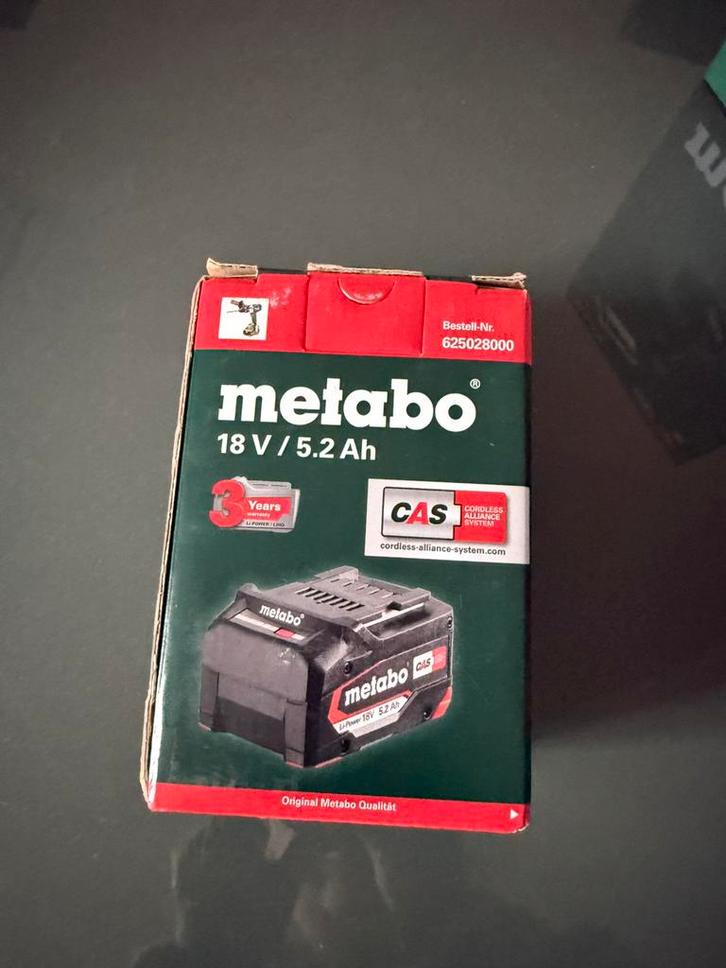 Bestell-Nr.
625028000
metabo®
18 V / 5.2 Ah
3 Years
warranty
Li-POWER / LiHD
CAS
CORDLESS
ALLIANCE
SYSTEM
cordless-alliance-system.com
metabo®
metabo®
CAS
Li-Power 18V 5.2 Ah
Original Metabo Qualität